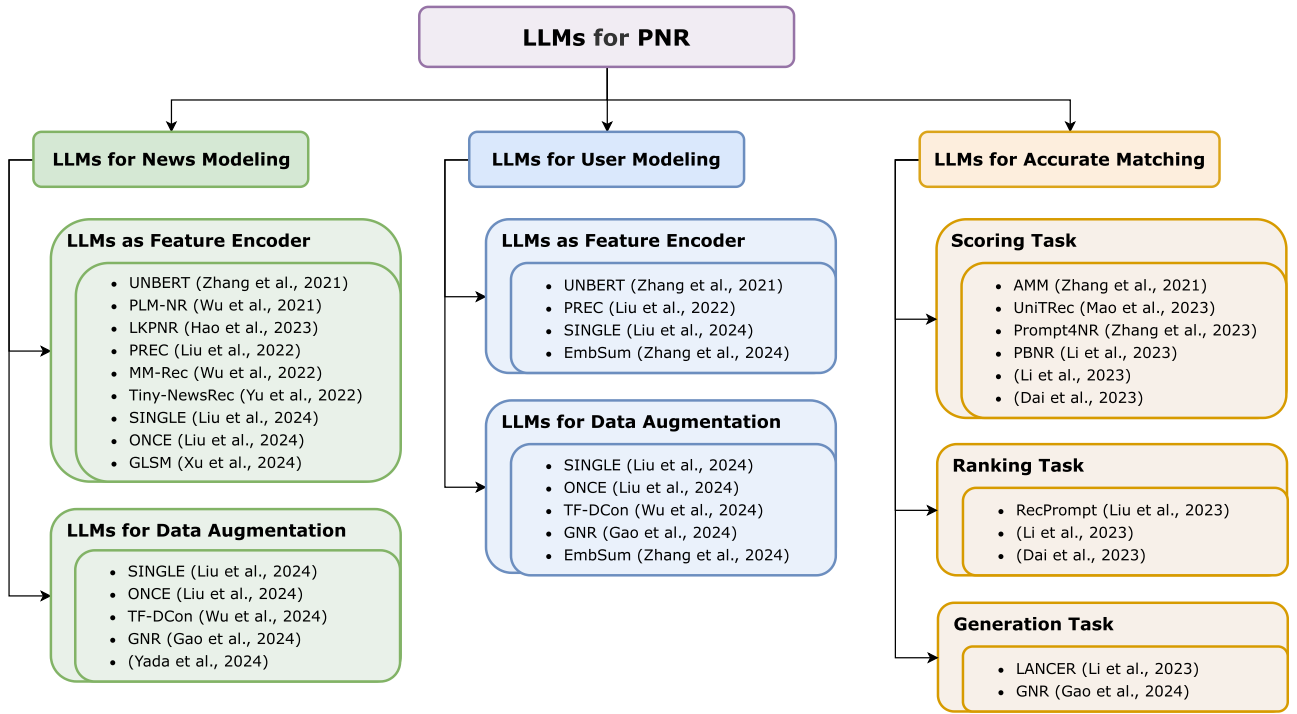 LLMs for PNR
LLMs for News Modeling
LLMs as Feature Encoder
• UNBERT (Zhang et al., 2021)
• PLM-NR (Wu et al., 2021)
• LKPNR (Hao et al., 2023)
• PREC (Liu et al., 2022)
• MM-Rec (Wu et al., 2022)
• Tiny-NewsRec (Yu et al., 2022)
• SINGLE (Liu et al., 2024)
• ONCE (Liu et al., 2024)
• GLSM (Xu et al., 2024)
LLMs for Data Augmentation
• SINGLE (Liu et al., 2024)
• ONCE (Liu et al., 2024)
• TF-DCon (Wu et al., 2024)
• GNR (Gao et al., 2024)
• (Yada et al., 2024)
LLMs for User Modeling
LLMs as Feature Encoder
• UNBERT (Zhang et al., 2021)
• PREC (Liu et al., 2022)
• SINGLE (Liu et al., 2024)
• EmbSum (Zhang et al., 2024)
LLMs for Data Augmentation
• SINGLE (Liu et al., 2024)
• ONCE (Liu et al., 2024)
• TF-DCon (Wu et al., 2024)
• GNR (Gao et al., 2024)
• EmbSum (Zhang et al., 2024)
LLMs for Accurate Matching
Scoring Task
• AMM (Zhang et al., 2021)
• UniTRec (Mao et al., 2023)
• Prompt4NR (Zhang et al., 2023)
• PBNR (Li et al., 2023)
• (Li et al., 2023)
• (Dai et al., 2023)
Ranking Task
• RecPrompt (Liu et al., 2023)
• (Li et al., 2023)
• (Dai et al., 2023)
Generation Task
• LANCER (Li et al., 2023)
• GNR (Gao et al., 2024)